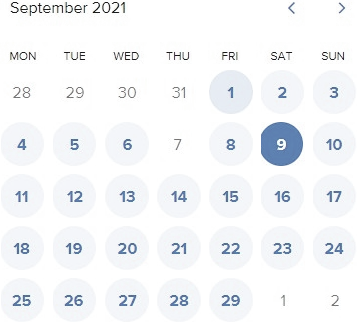 September 2021
MON TUE WED THU FRI SAT SUN
28 29 30 31 1 2 3
4 5 6 7 8 9 10
11 12 13 14 15 16 17
18 19 20 21 22 23 24
25 26 27 28 29 1 2